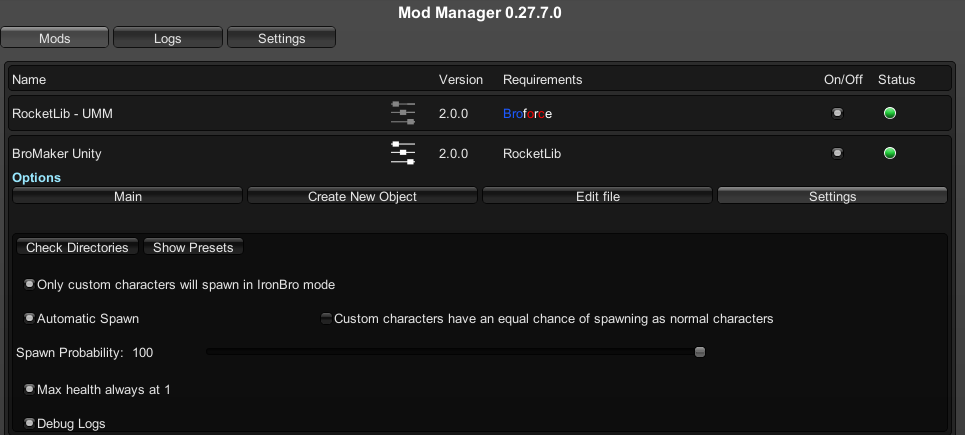 Mod Manager 0.27.7.0
Mods Logs Settings
Name Version Requirements On/Off Status
RocketLib - UMM 2.0.0 Broforce
BroMaker Unity 2.0.0 RocketLib
Options
Main Create New Object Edit file Settings
Check Directories Show Presets
Only custom characters will spawn in IronBro mode
Automatic Spawn Custom characters have an equal chance of spawning as normal characters
Spawn Probability: 100
Max health always at 1
Debug Logs